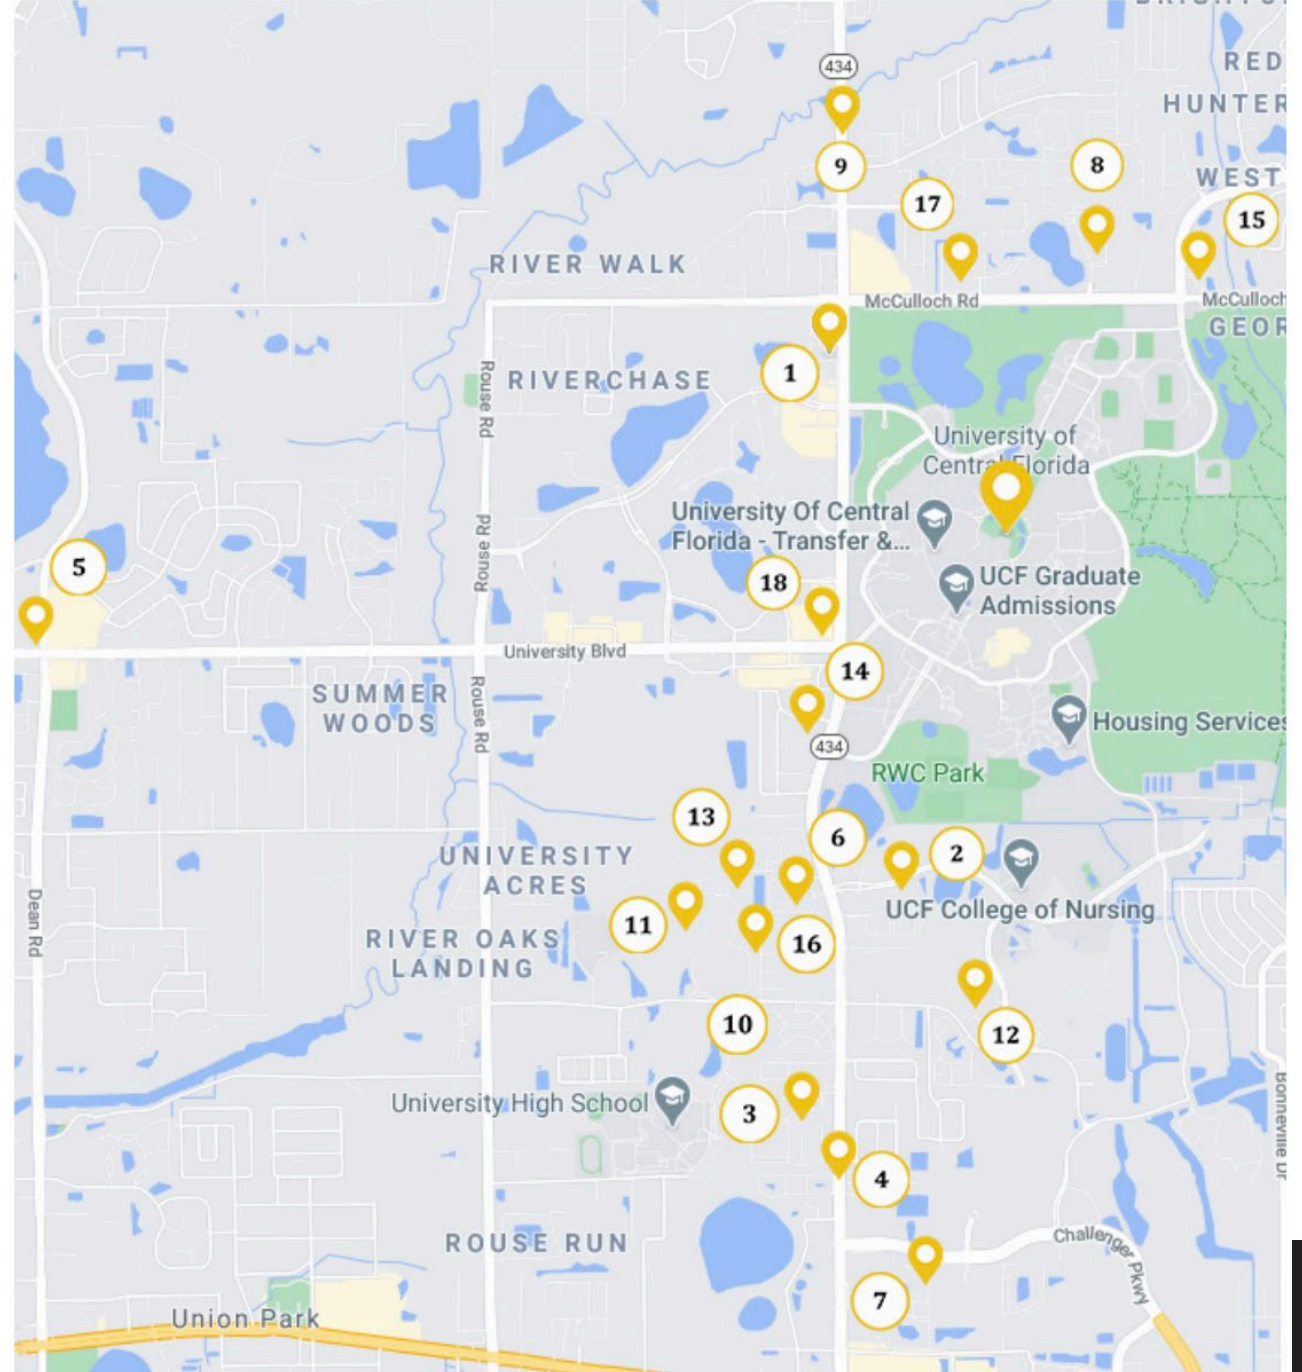 RED
434
HUNTER
8
9
WEST
17
15
RIVER WALK
McCulloch Rd
McCulloch
GEOR
1
RIVERCHASE
Rouse Rd
University of
Central Florida
University Of Central
Florida - Transfer &...
Rouse Rd
5
18
UCF Graduate
Admissions
University Blvd
14
SUMMER
WOODS
Rouse Rd
Housing Services
434
RWC Park
13
6
2
UNIVERSITY
ACRES
UCF College of Nursing
Dean Rd
11
RIVER OAKS
LANDING
16
10
12
University High School
3
Bonneville Dr
4
ROUSE RUN
Challenger Pkwy
7
Union Park